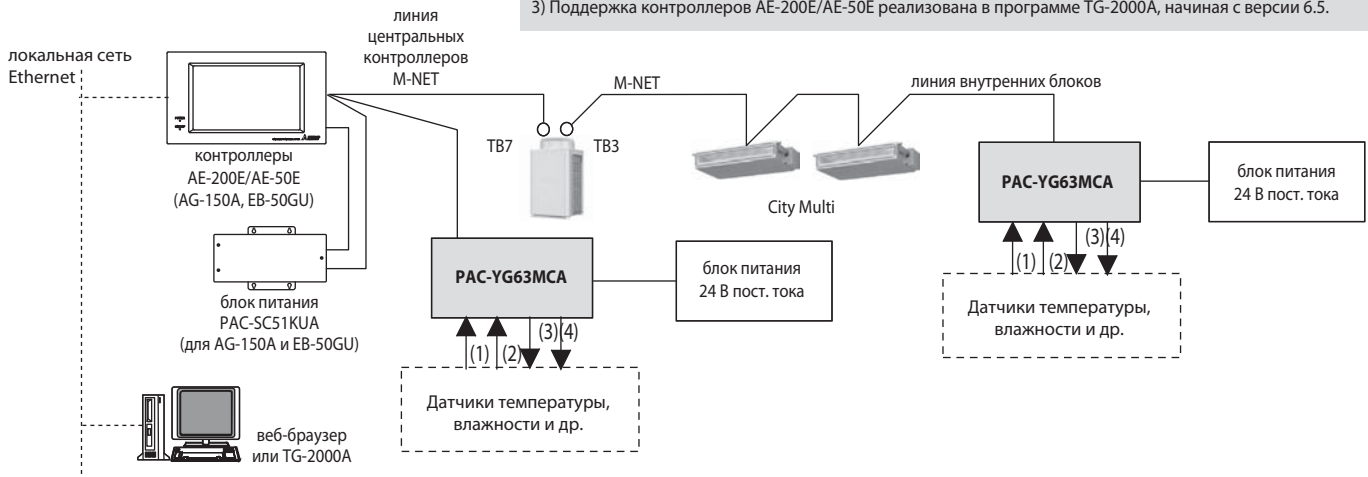 3) Поддержка контроллеров AE-200E/AE-50E реализована в программе TG-2000A, начиная с версии 6.5.
локальная сеть
Ethernet
линия
центральных
контроллеров
M-NET
M-NET
линия внутренних блоков
TB7
TB3
контроллеры
AE-200E/AE-50E
(AG-150A, EB-50GU)
City Multi
PAC-YG63MCA
блок питания
24 В пост. тока
(1)
(2)
(3)
(4)
Датчики температуры,
влажности и др.
блок питания
PAC-SC51KUA
(для AG-150A и EB-50GU)
PAC-YG63MCA
блок питания
24 В пост. тока
(1)
(2)
(3)
(4)
Датчики температуры,
влажности и др.
веб-браузер
или TG-2000A